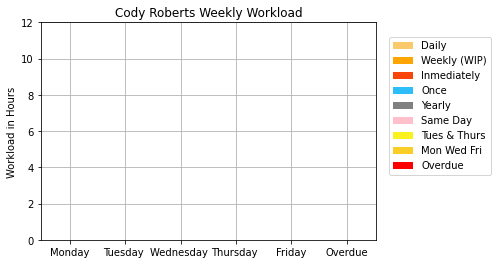 Cody Roberts Weekly Workload
Workload in Hours
12
10
8
6
4
2
0
Monday Tuesday Wednesday Thursday Friday Overdue
Daily
Weekly (WIP)
Inmediately
Once
Yearly
Same Day
Tues & Thurs
Mon Wed Fri
Overdue